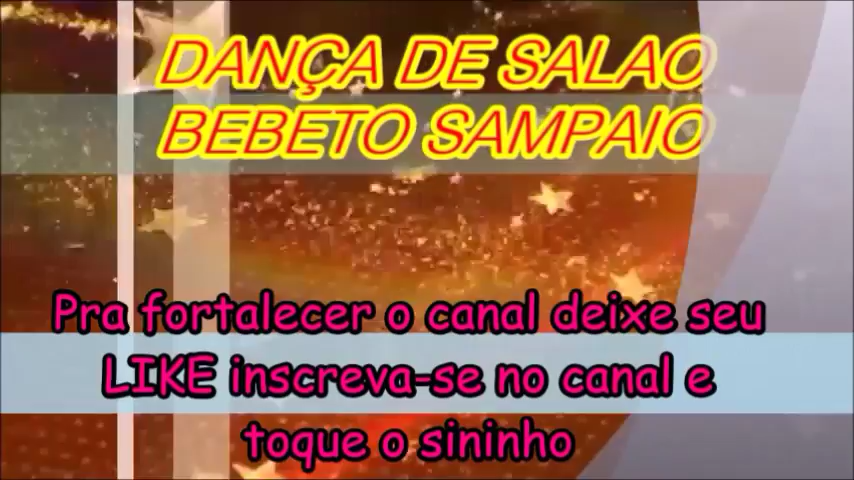 DANÇA DE SALAO
BEBETO SAMPAIO
Pra fortalecer o canal deixe seu
LIKE inscreva-se no canal e
toque o sininho